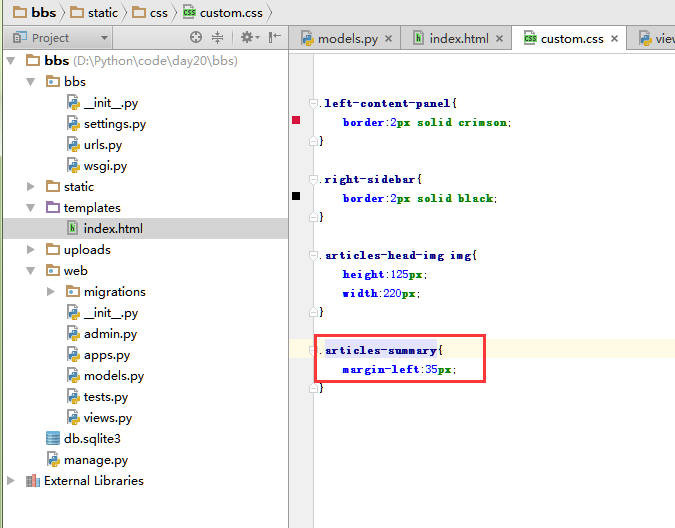 bbs static css custom.css
Project
models.py index.html custom.css
bbs (D:\Python\code\day20\bbs)
bbs
__init__.py
settings.py
urls.py
wsgi.py
static
templates
index.html
uploads
web
migrations
__init__.py
admin.py
apps.py
models.py
tests.py
views.py
db.sqlite3
manage.py
External Libraries
.left-content-panel{
border:2px solid crimson;
}
.right-sidebar{
border:2px solid black;
}
.articles-head-img img{
height:125px;
width:220px;
}
.articles-summary{
margin-left:35px;
}